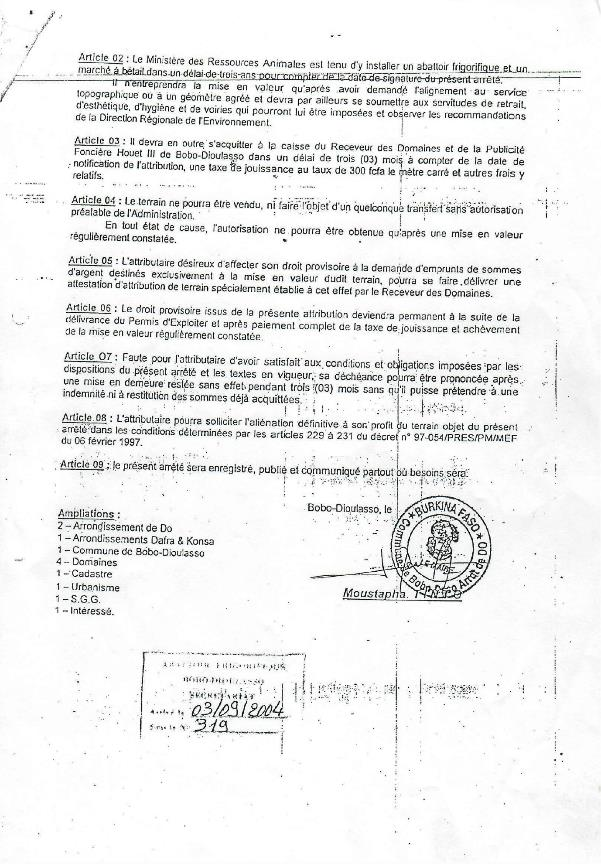 Article 02 : Le Ministère des Ressources Animales est tenu d'y installer un abattoir frigorifique et un
marché à bétail dans un délai de trois ans pour compter de la date de signature du présent arrêté.
Il n'entreprendra la mise en valeur qu'après avoir demandé l'alignement au service
topographique ou à un géomètre agréé et devra par ailleurs se soumettre aux servitudes de retrait,
d'esthétique, d'hygiène et de voiries qui pourront lui être imposées et observer les recommandations
de la Direction Régionale de l'Environnement.
Article 03 : Il devra en outre s'acquitter à la caisse du Receveur des Domaines et de la Publicité
Foncière Houet III de Bobo-Dioulasso dans un délai de trois (03) mois à compter de la date de
notification de l'attribution, une taxe de jouissance au taux de 300 fcfa le mètre carré et autres frais y
relatifs.
Article 04 : Le terrain ne pourra être vendu, ni faire l'objet d'un quelconque transfert sans autorisation
préalable de l'Administration.
En tout état de cause, l'autorisation ne pourra être obtenue qu'après une mise en valeur
régulièrement constatée.
Article 05 : L'attributaire désireux d'affecter son droit provisoire à la demande d'emprunts de sommes
d'argent destinés exclusivement à la mise en valeur dudit terrain, pourra se faire délivrer une
attestation d'attribution de terrain spécialement établie à cet effet par le Receveur des Domaines.
Article 06 : Le droit provisoire issus de la présente attribution deviendra permanent à la suite de la
délivrance du Permis d'Exploiter et après paiement complet de la taxe de jouissance et achèvement
de la mise en valeur régulièrement constatée.
Article O7 : Faute pour l'attributaire d'avoir satisfait aux conditions et obligations imposées par les
dispositions du présent arrêté et les textes en vigueur, sa déchéance pourra être prononcée après
une mise en demeure restée sans effet pendant trois (03) mois sans qu'il puisse prétendre à une
indemnité ni à restitution des sommes déjà acquittées.
Article 08 : L'attributaire pourra solliciter l'aliénation définitive à son profit du terrain objet du présent
arrêté dans les conditions déterminées par les articles 229 à 231 du décret n° 97-054/PRES/PM/MEF
du 06 février 1997.
Article 09 : le présent arrêté sera enregistré, publié et communiqué partout où besoins sera.
Bobo-Dioulasso, le
Ampliations :
2 – Arrondissement de Do
1 – Arrondissements Dafra & Konsa
1 – Commune de Bobo-Dioulasso
4 – Domaines
1 – Cadastre
1 – Urbanisme
1 – S.G.G.
1 – Intéressé.
BURKINA FASO
Commune de Bobo-Dsso Arrdt de DO
LE MAIRE
Moustapha.
ABATTOIR FRIGORIFIQUE
BOBO-DIOULASSO
SECRETARIAT
Arrivé le 03/09/2004
Sous le N° 319